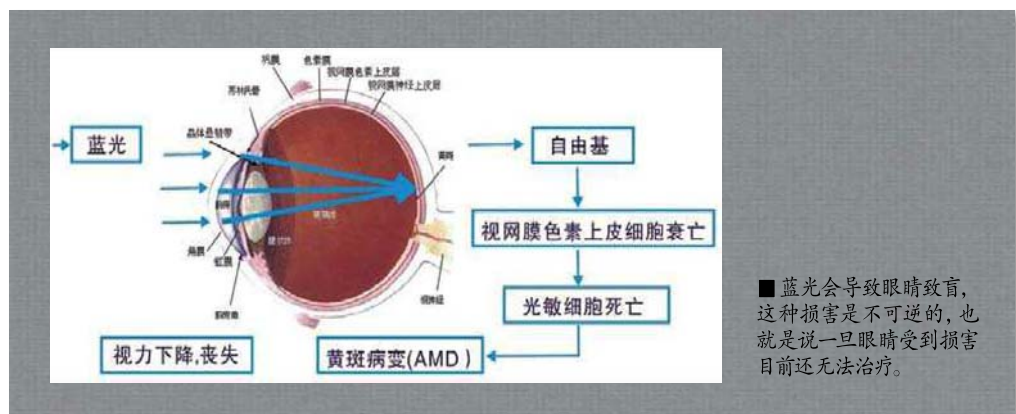 巩膜
色素膜
视网膜色素上皮层
视网膜神经上皮层
晶体悬韧带
蓝光
自由基
视网膜色素上皮细胞衰亡
角膜
虹膜
视神经
光敏细胞死亡
视力下降,丧失
黄斑病变(AMD)
■ 蓝光会导致眼睛致盲,
这种损害是不可逆的,也
就是说一旦眼睛受到损害
目前还无法治疗。